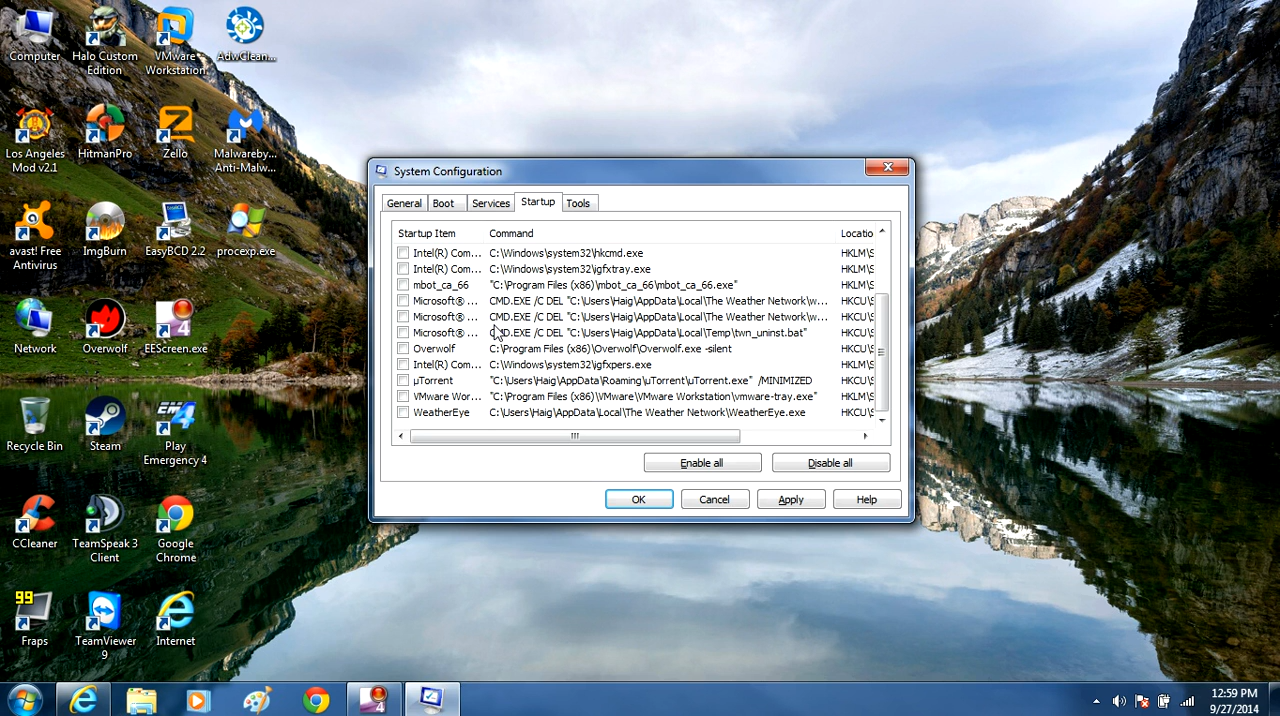 Computer
Halo Custom
Edition
VMware
Workstation
AdwClean...
Los Angeles
Mod v2.1
HitmanPro
Zello
Malwareby...
Anti-Malw...
avast! Free
Antivirus
ImgBurn
EasyBCD 2.2
procexp.exe
Network
Overwolf
EEScreen.exe
4
Recycle Bin
Steam
EM4
Play
Emergency 4
CCleaner
TeamSpeak 3
Client
Google
Chrome
99
Fraps
TeamViewer
9
Internet
System Configuration
General
Boot
Services
Startup
Tools
Startup Item Command Locatio
Intel(R) Com... C:\Windows\system32\hkcmd.exe HKLM\S
Intel(R) Com... C:\Windows\system32\igfxtray.exe HKLM\S
mbot_ca_66 "C:\Program Files (x86)\mbot_ca_66\mbot_ca_66.exe" HKLM\S
Microsoft® ... CMD.EXE /C DEL "C:\Users\Haig\AppData\Local\The Weather Network\w... HKCU\S
Microsoft® ... CMD.EXE /C DEL "C:\Users\Haig\AppData\Local\The Weather Network\w... HKCU\S
Microsoft® ... CMD.EXE /C DEL "C:\Users\Haig\AppData\Local\Temp\twn_uninst.bat" HKCU\S
Overwolf C:\Program Files (x86)\Overwolf\Overwolf.exe -silent HKCU\S
Intel(R) Com... C:\Windows\system32\igfxpers.exe HKLM\S
µTorrent "C:\Users\Haig\AppData\Roaming\uTorrent\uTorrent.exe" /MINIMIZED HKCU\S
VMware Wor... "C:\Program Files (x86)\VMware\VMware Workstation\vmware-tray.exe" HKLM\S
WeatherEye C:\Users\Haig\AppData\Local\The Weather Network\WeatherEye.exe HKCU\S
Enable all
Disable all
OK
Cancel
Apply
Help
4
12:59 PM
9/27/2014